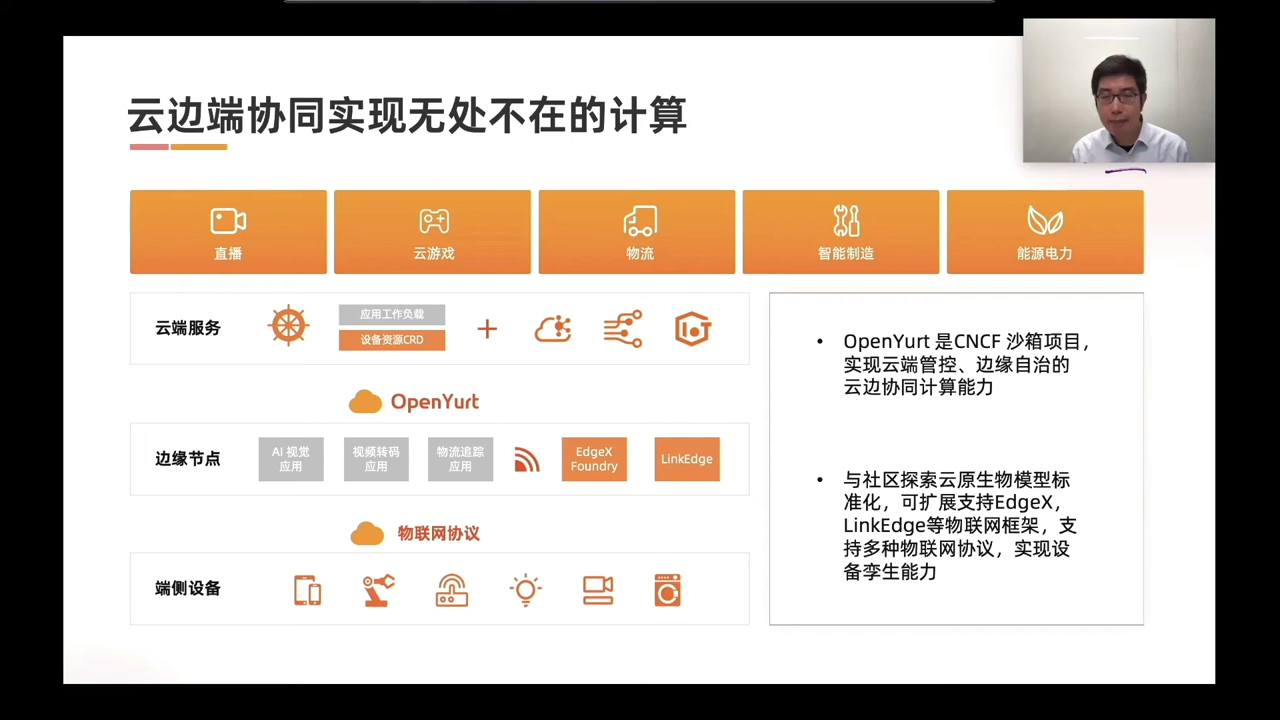 云边端协同实现无处不在的计算
直播
云游戏
物流
智能制造
能源电力
云端服务
应用工作负载
设备资源CRD
IoT
OpenYurt
边缘节点
AI 视觉
应用
视频转码
应用
物流追踪
应用
EdgeX
Foundry
LinkEdge
物联网协议
端侧设备
• OpenYurt 是CNCF 沙箱项目，
实现云端管控、边缘自治的
云边协同计算能力
• 与社区探索云原生物模型标
准化，可扩展支持EdgeX，
LinkEdge等物联网框架，支
持多种物联网协议，实现设
备孪生能力